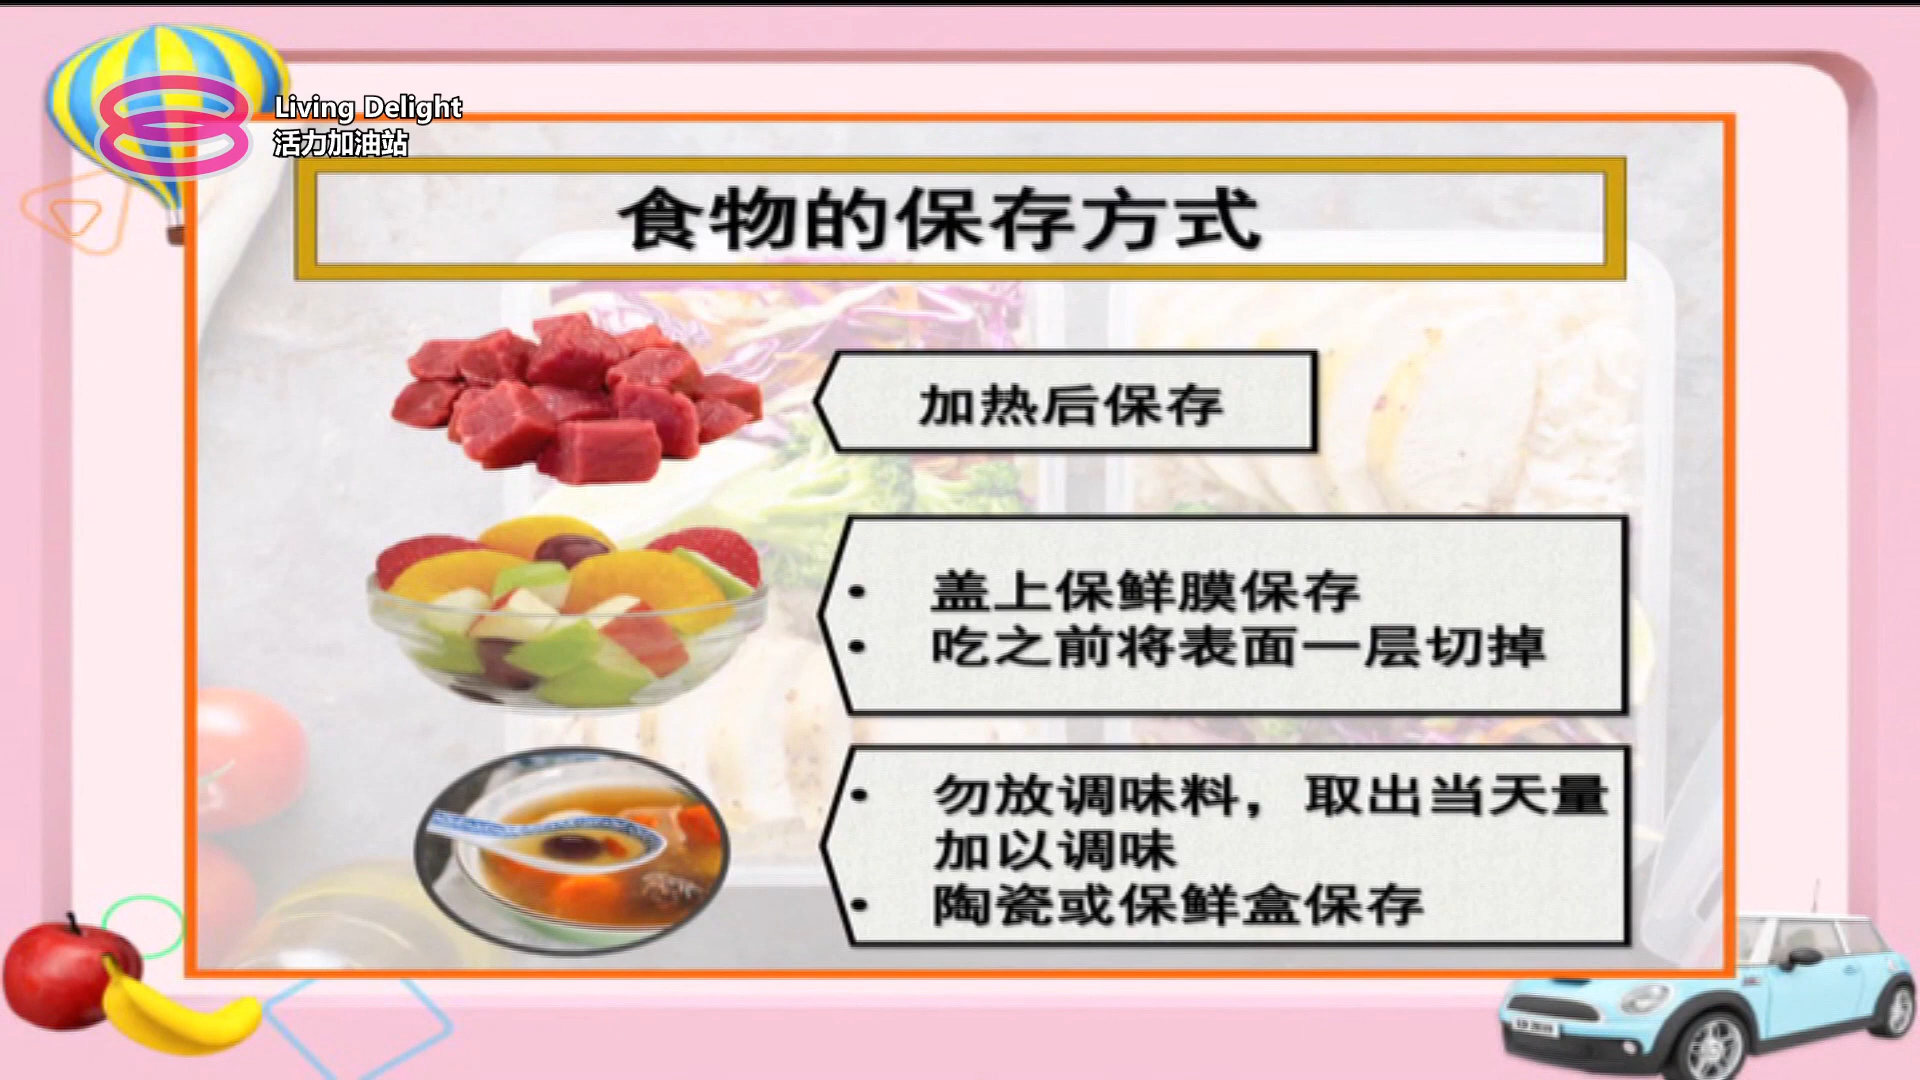 Living Delight
活力加油站
食物的保存方式
加热后保存
• 盖上保鲜膜保存
• 吃之前将表面一层切掉
• 勿放调味料，取出当天量
加以调味
• 陶瓷或保鲜盒保存